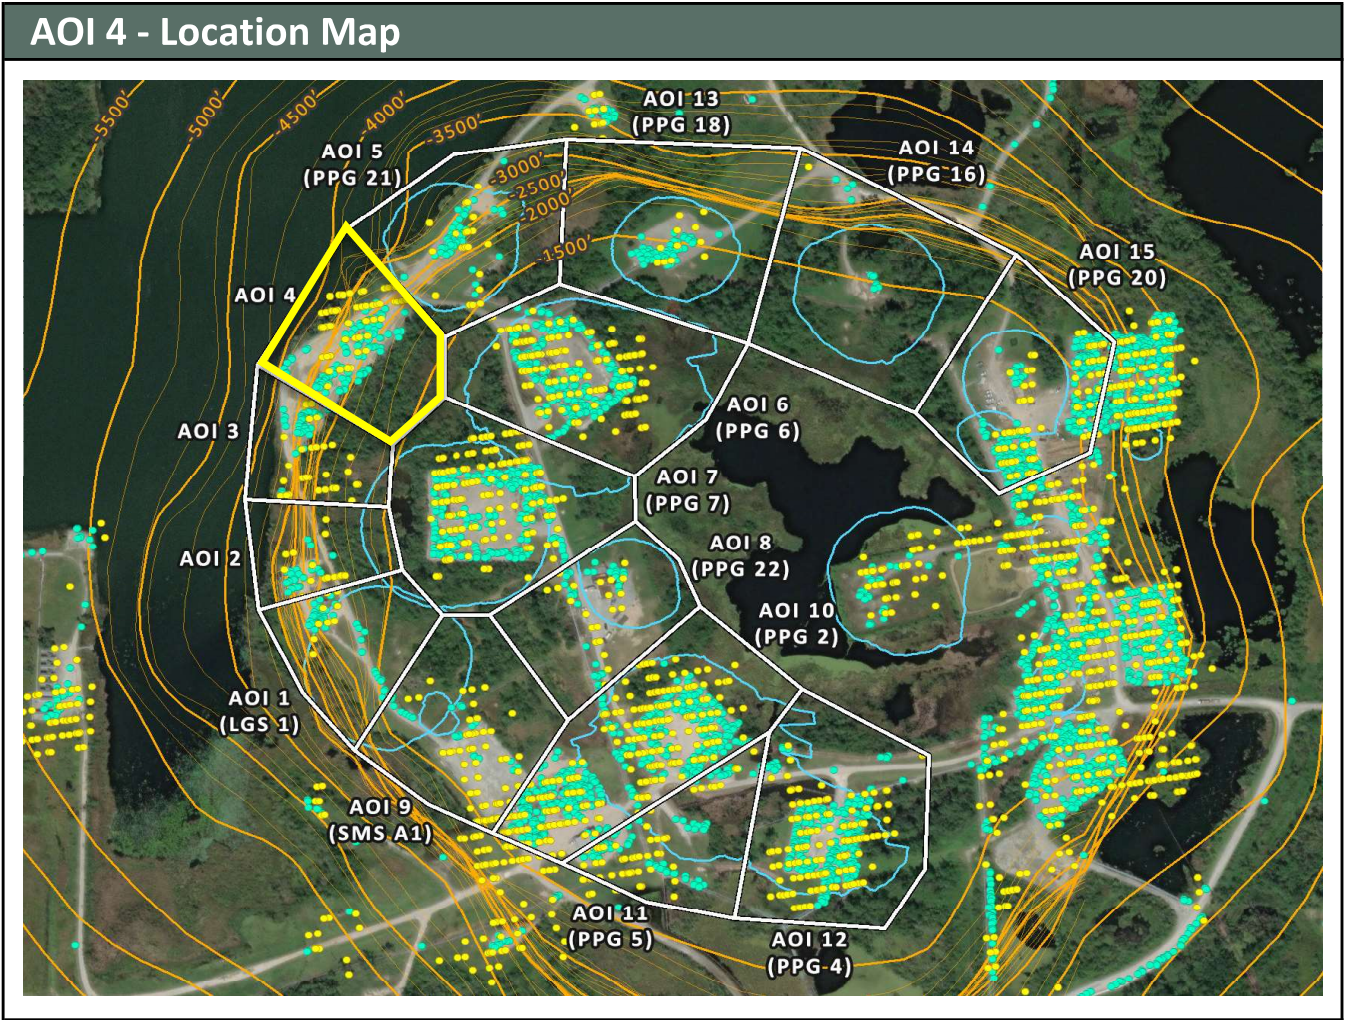 AOI 4 - Location Map
-5500'
-5000'
-4500'
-4000'
-3500'
-3000'
-2500'
-2000'
-1500'
AOI 13
(PPG 18)
AOI 5
(PPG 21)
AOI 14
(PPG 16)
AOI 15
(PPG 20)
AOI 4
AOI 3
AOI 6
(PPG 6)
AOI 7
(PPG 7)
AOI 2
AOI 8
(PPG 22)
AOI 10
(PPG 2)
AOI 1
(LGS 1)
AOI 9
(SMS A1)
AOI 11
(PPG 5)
AOI 12
(PPG 4)